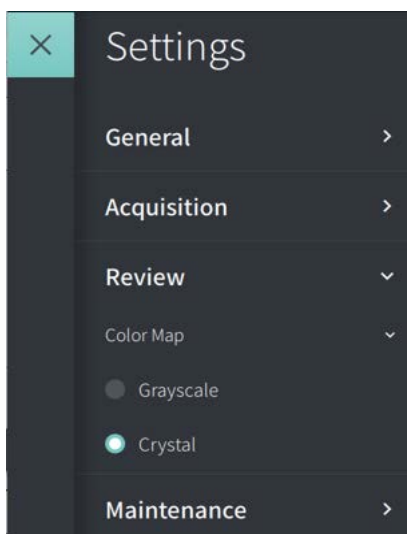 Settings
General
Acquisition
Review
Color Map
Grayscale
Crystal
Maintenance